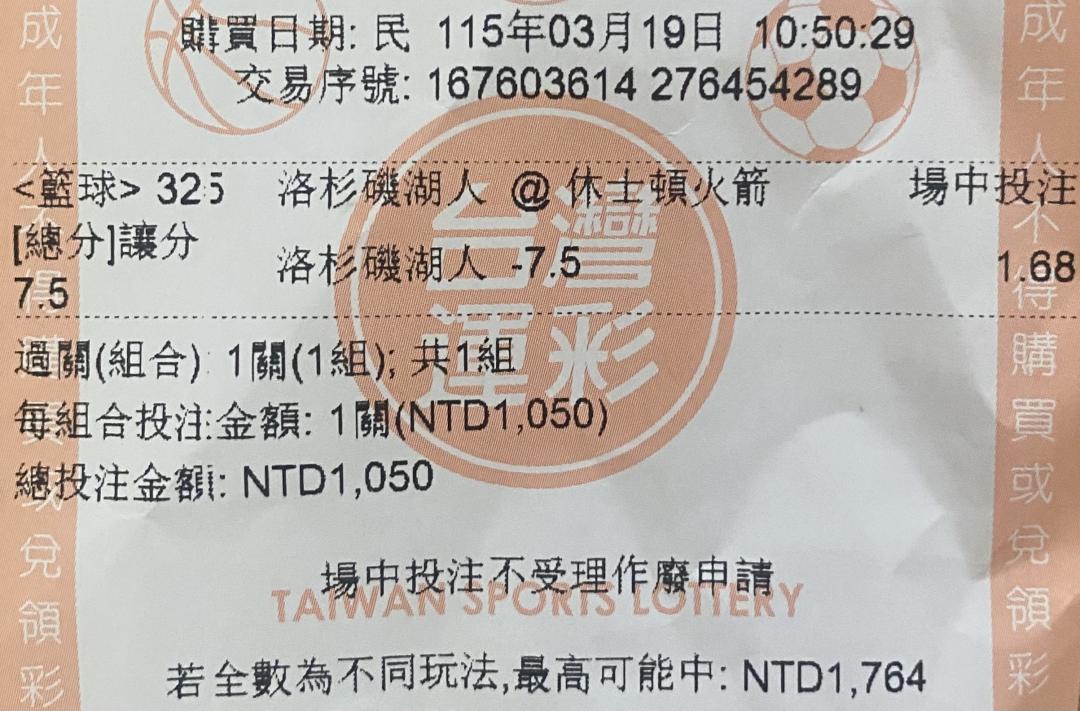 購買日期: 民 115年03月19日 10:50:29
交易序號: 167603614 276454289
<籃球> 325 洛杉磯湖人 @ 休士頓火箭 場中投注
[總分]讓分
洛杉磯湖人 -7.5 1.68
7.5
過關(組合) 1關(1組); 共1組
每組合投注金額: 1關(NTD1,050)
總投注金額: NTD1,050
場中投注不受理作廢申請
TAIWAN SPORTS LOTTERY
若全數為不同玩法,最高可能中: NTD1,764
台灣
運彩
成年人不得購買或兌領彩
成年人不得購買或兌領彩